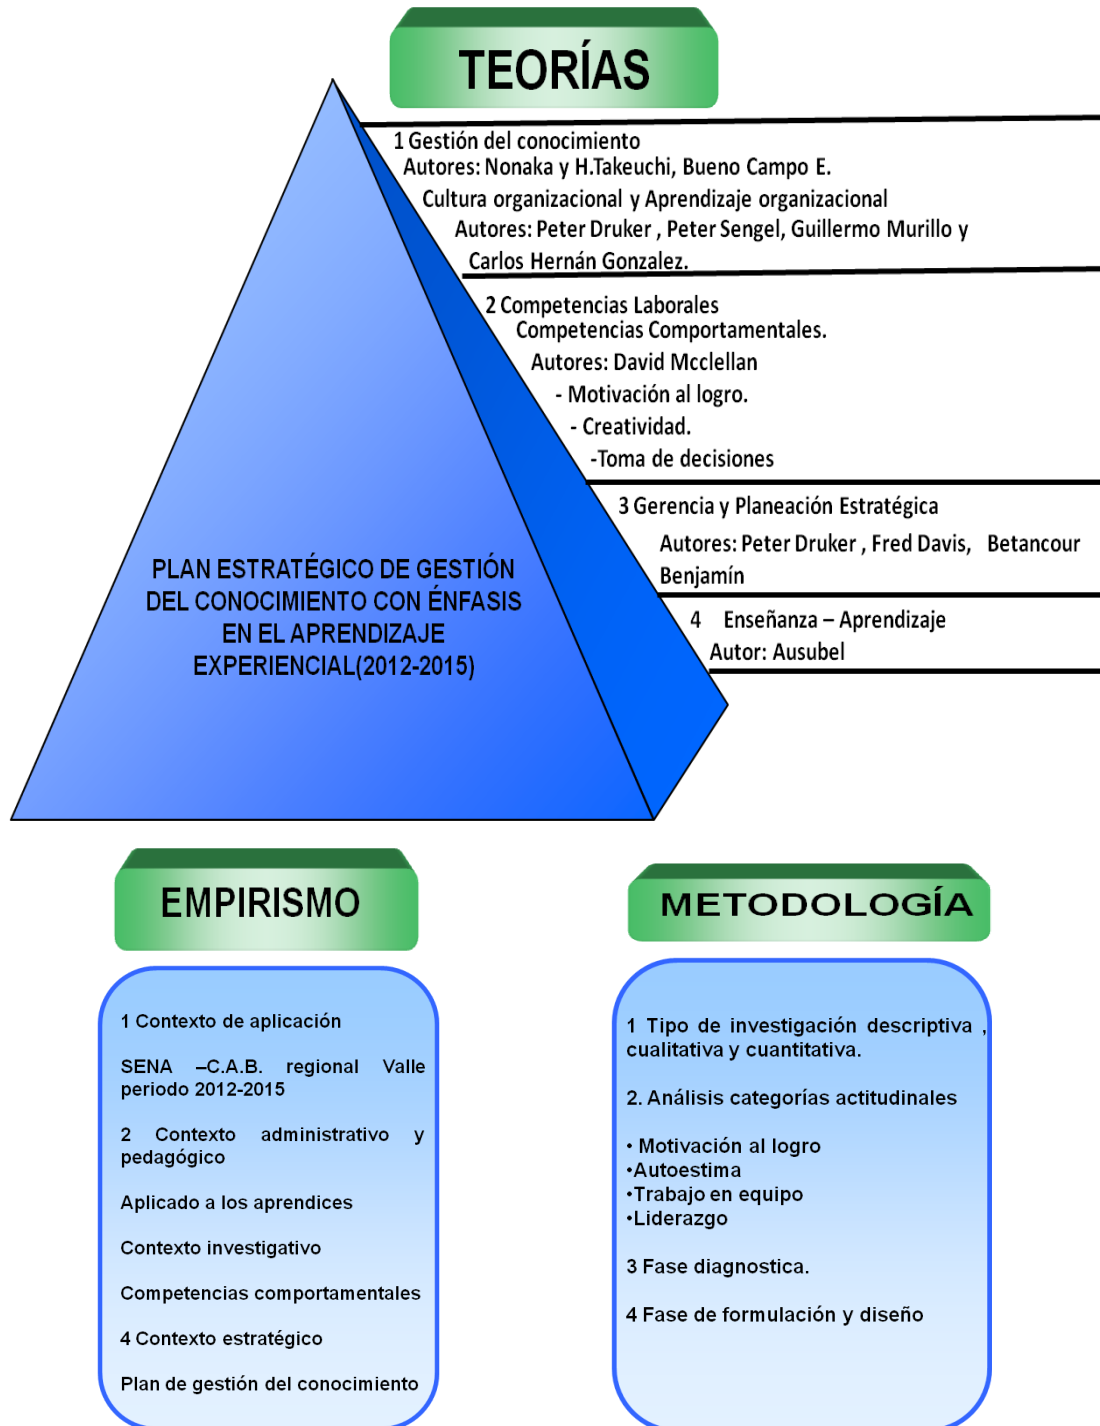 TEORÍAS
1 Gestión del conocimiento
Autores: Nonaka y H.Takeuchi, Bueno Campo E.
Cultura organizacional y Aprendizaje organizacional
Autores: Peter Druker , Peter Sengel, Guillermo Murillo y
Carlos Hernán Gonzalez.
2 Competencias Laborales
Competencias Comportamentales.
Autores: David Mcclellan
- Motivación al logro.
- Creatividad.
-Toma de decisiones
3 Gerencia y Planeación Estratégica
Autores: Peter Druker , Fred Davis, Betancour
Benjamín
4 Enseñanza – Aprendizaje
Autor: Ausubel
PLAN ESTRATÉGICO DE GESTIÓN
DEL CONOCIMIENTO CON ÉNFASIS
EN EL APRENDIZAJE
EXPERIENCIAL(2012-2015)
EMPIRISMO
1 Contexto de aplicación
SENA –C.A.B. regional Valle
periodo 2012-2015
2 Contexto administrativo y
pedagógico
Aplicado a los aprendices
Contexto investigativo
Competencias comportamentales
4 Contexto estratégico
Plan de gestión del conocimiento
METODOLOGÍA
1 Tipo de investigación descriptiva ,
cualitativa y cuantitativa.
2. Análisis categorías actitudinales
• Motivación al logro
•Autoestima
•Trabajo en equipo
•Liderazgo
3 Fase diagnostica.
4 Fase de formulación y diseño